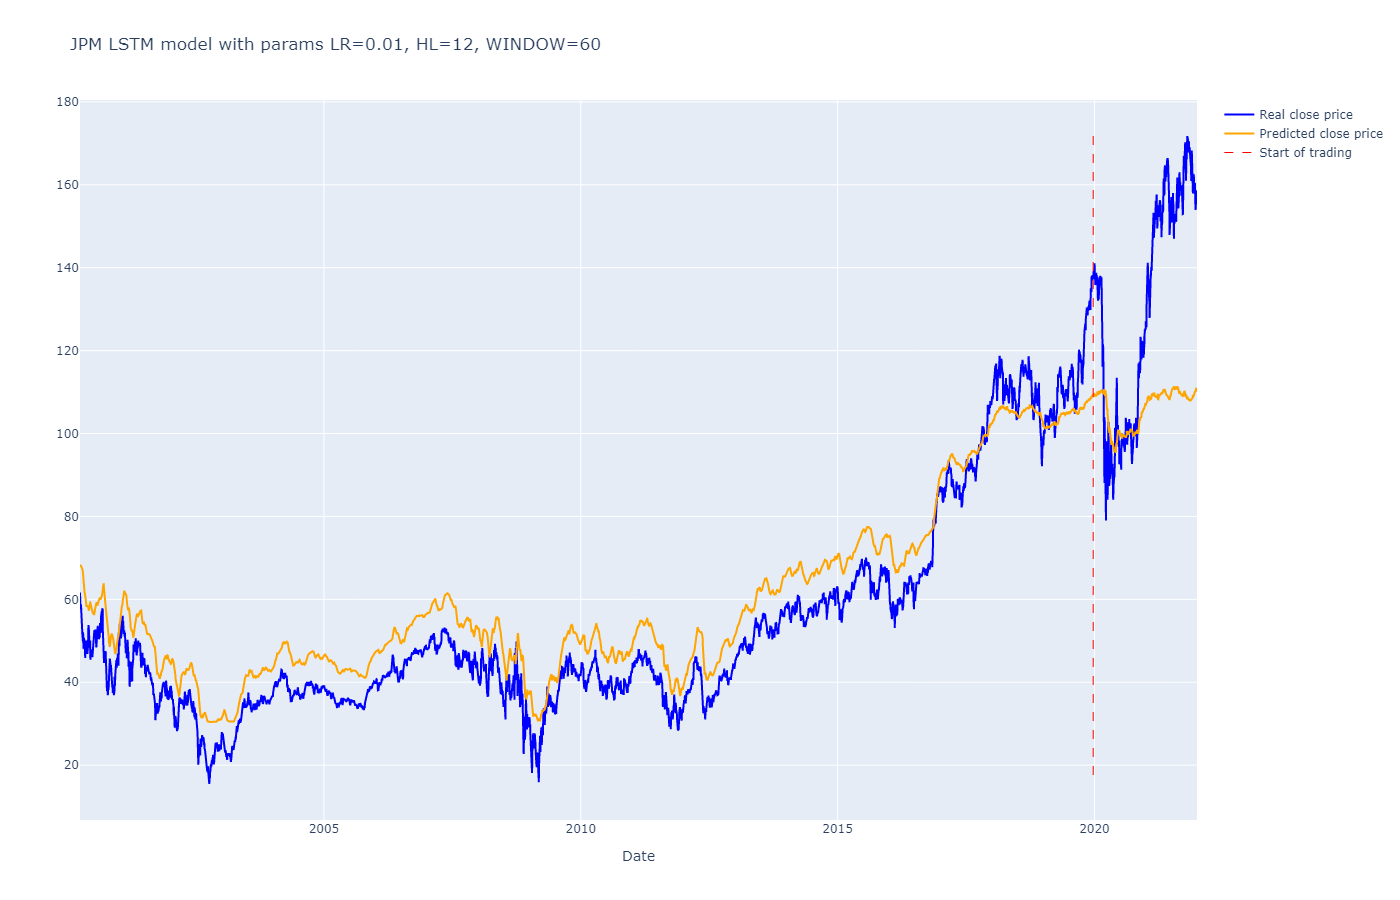 JPM LSTM model with params LR=0.01, HL=12, WINDOW=60
Real close price
Predicted close price
Start of trading
180
160
140
120
100
80
60
40
20
2005 2010 2015 2020
Date